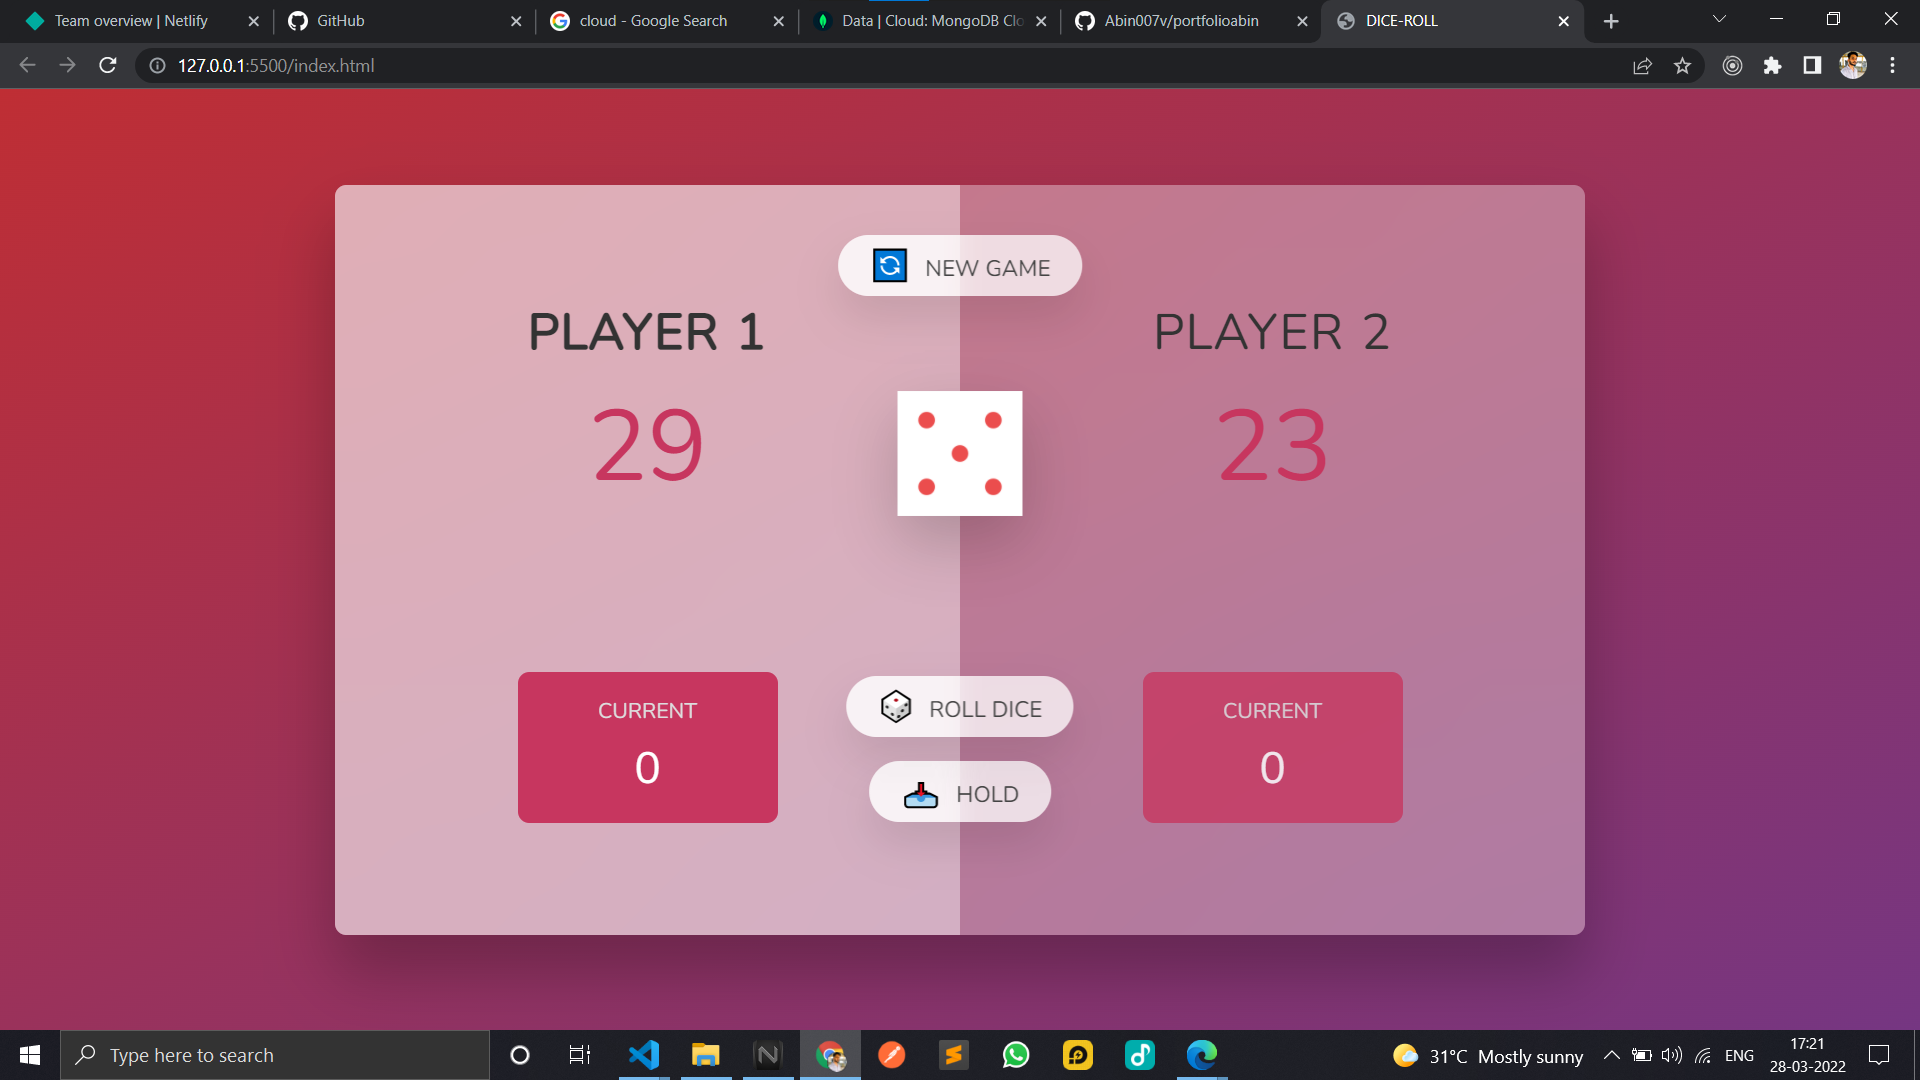 Team overview | Netlify
GitHub
cloud - Google Search
Data | Cloud: MongoDB Clo
Abin007v/portfolioabin
DICE-ROLL
127.0.0.1:5500/index.html
NEW GAME
PLAYER 1
PLAYER 2
29
23
CURRENT
0
ROLL DICE
HOLD
CURRENT
0
Type here to search
31°C Mostly sunny
ENG
17:21
28-03-2022